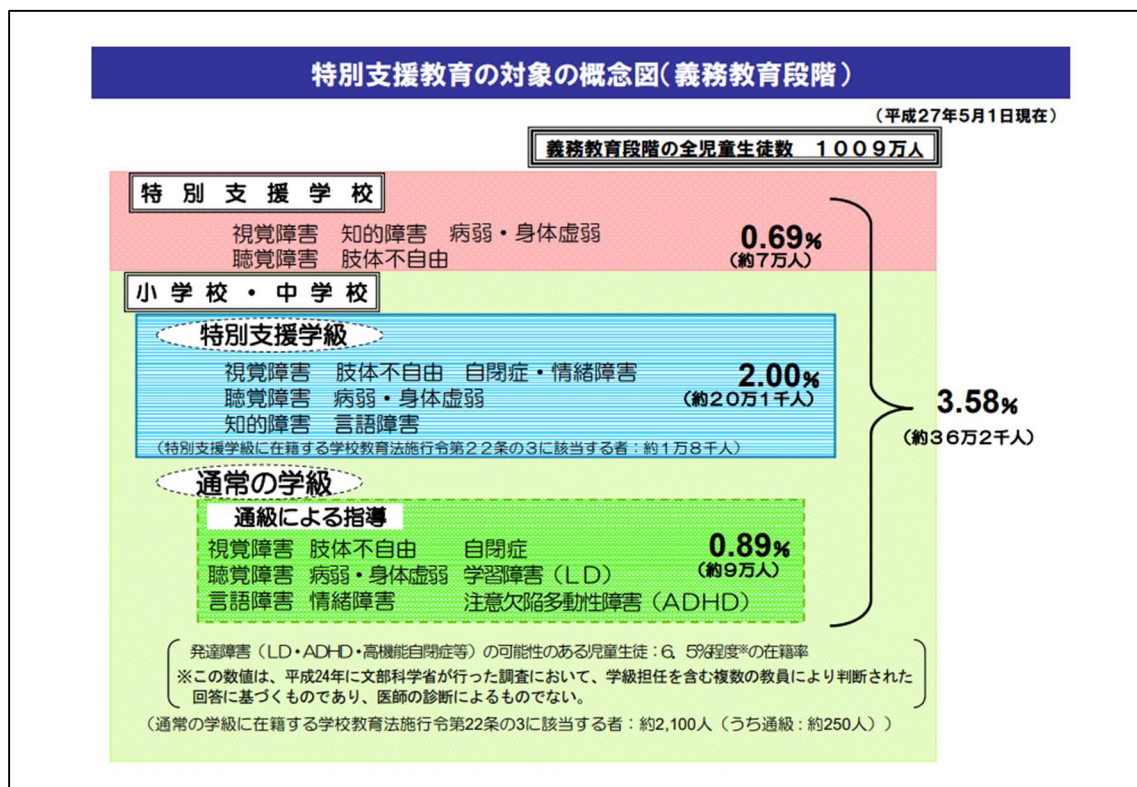 特別支援教育の対象の概念図(義務教育段階)
(平成27年5月1日現在)
義務教育段階の全児童生徒数 1009万人
特別支援学校
視覚障害 知的障害 病弱・身体虚弱
聴覚障害 肢体不自由
0.69%
(約7万人)
小学校・中学校
特別支援学級
視覚障害 肢体不自由 自閉症・情緒障害
聴覚障害 病弱・身体虚弱
知的障害 言語障害
2.00%
(約20万1千人)
(特別支援学級に在籍する学校教育法施行令第22条の3に該当する者:約1万8千人)
3.58%
(約36万2千人)
通常の学級
通級による指導
視覚障害 肢体不自由 自閉症
聴覚障害 病弱・身体虚弱 学習障害(LD)
言語障害 情緒障害 注意欠陥多動性障害(ADHD)
0.89%
(約9万人)
発達障害(LD・ADHD・高機能自閉症等)の可能性のある児童生徒:6.5%程度※の在籍率
※この数値は、平成24年に文部科学省が行った調査において、学級担任を含む複数の教員により判断された
回答に基づくものであり、医師の診断によるものでない。
(通常の学級に在籍する学校教育法施行令第22条の3に該当する者:約2,100人(うち通級:約250人))